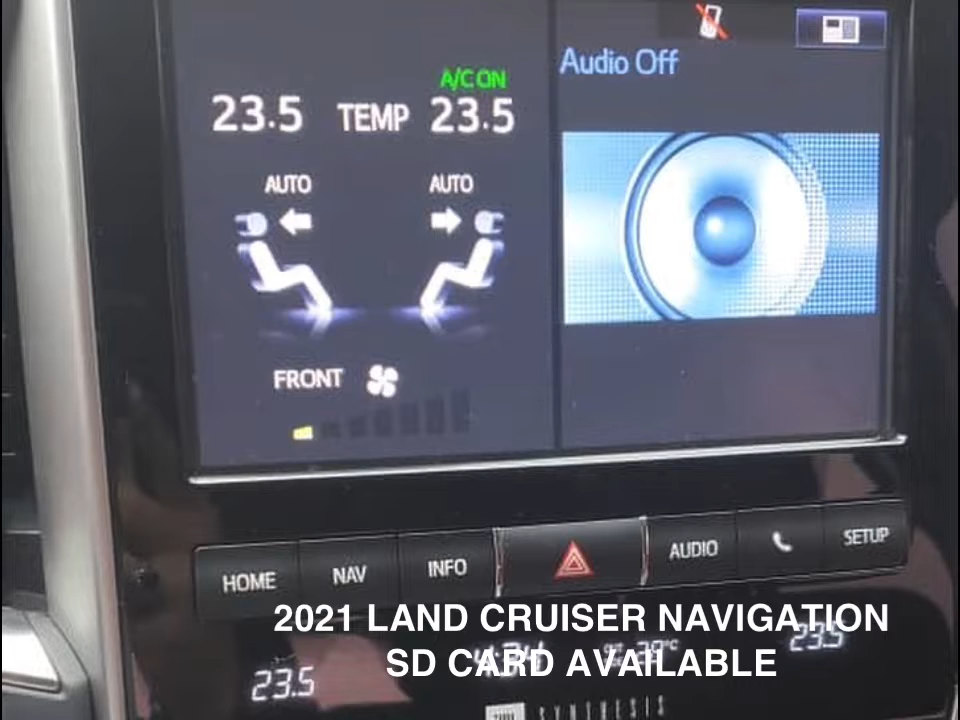 A/C ON
Audio Off
23.5 TEMP 23.5
AUTO AUTO
FRONT
HOME NAV INFO AUDIO SETUP
2021 LAND CRUISER NAVIGATION
23.5
SD CARD AVAILABLE
23.5
SYNTHESIS